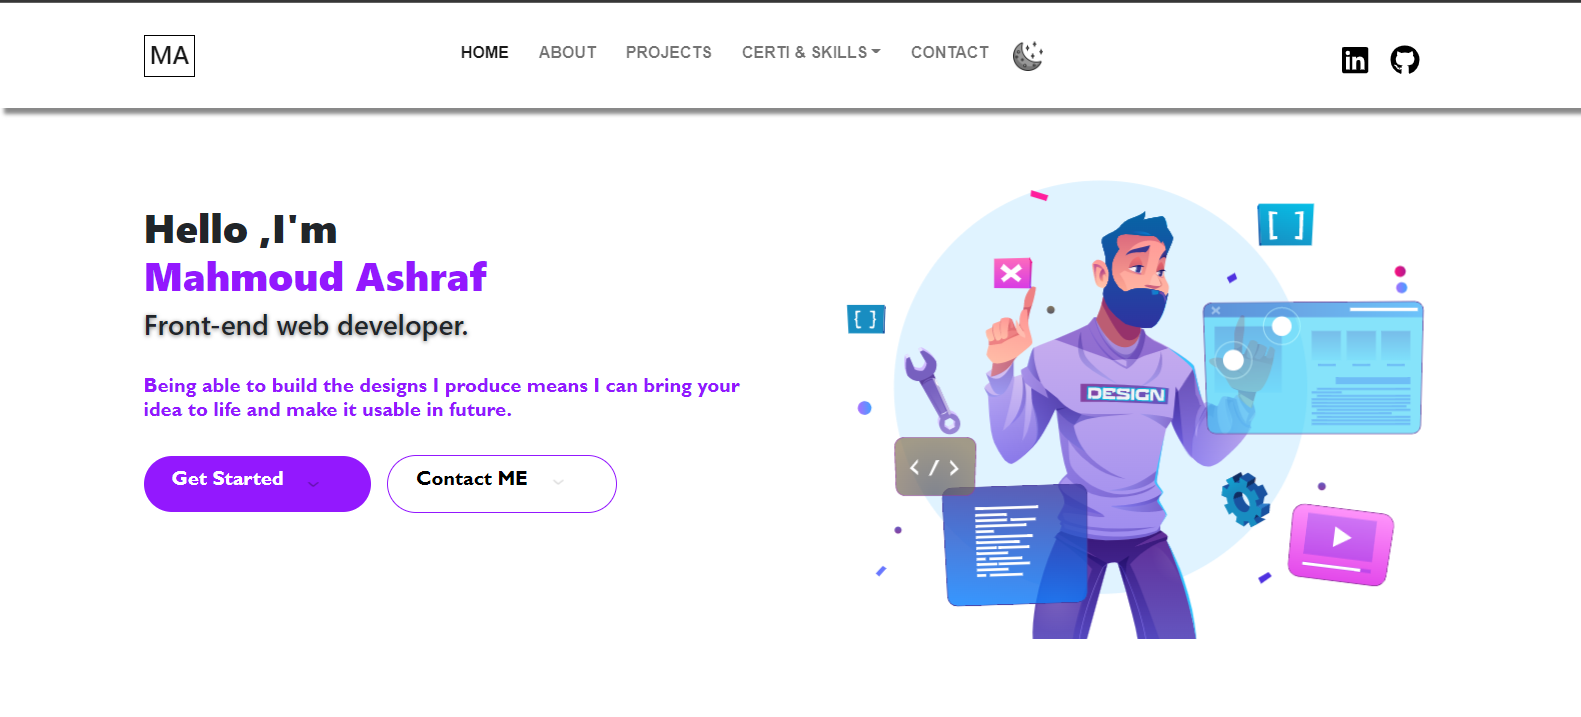 MA
HOME ABOUT PROJECTS CERTI & SKILLS CONTACT
in
Hello ,I'm
Mahmoud Ashraf
Front-end web developer.
Being able to build the designs I produce means I can bring your
idea to life and make it usable in future.
Get Started
Contact ME
[ ]
{ }
DESIGN
< / >